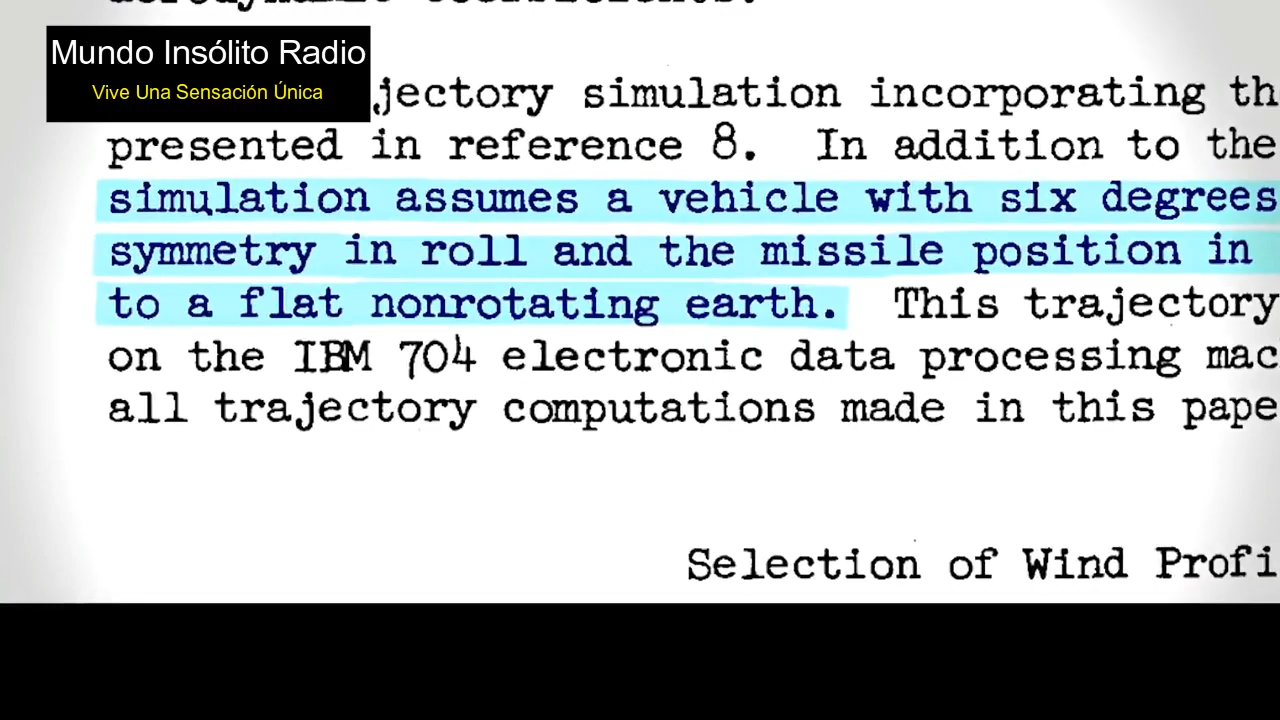 Mundo Insólito Radio
Vive Una Sensación Única
jectory simulation incorporating th
presented in reference 8. In addition to the
simulation assumes a vehicle with six degrees
symmetry in roll and the missile position in
to a flat nonrotating earth. This trajectory
on the IBM 704 electronic data processing mac
all trajectory computations made in this pape
Selection of Wind Profi